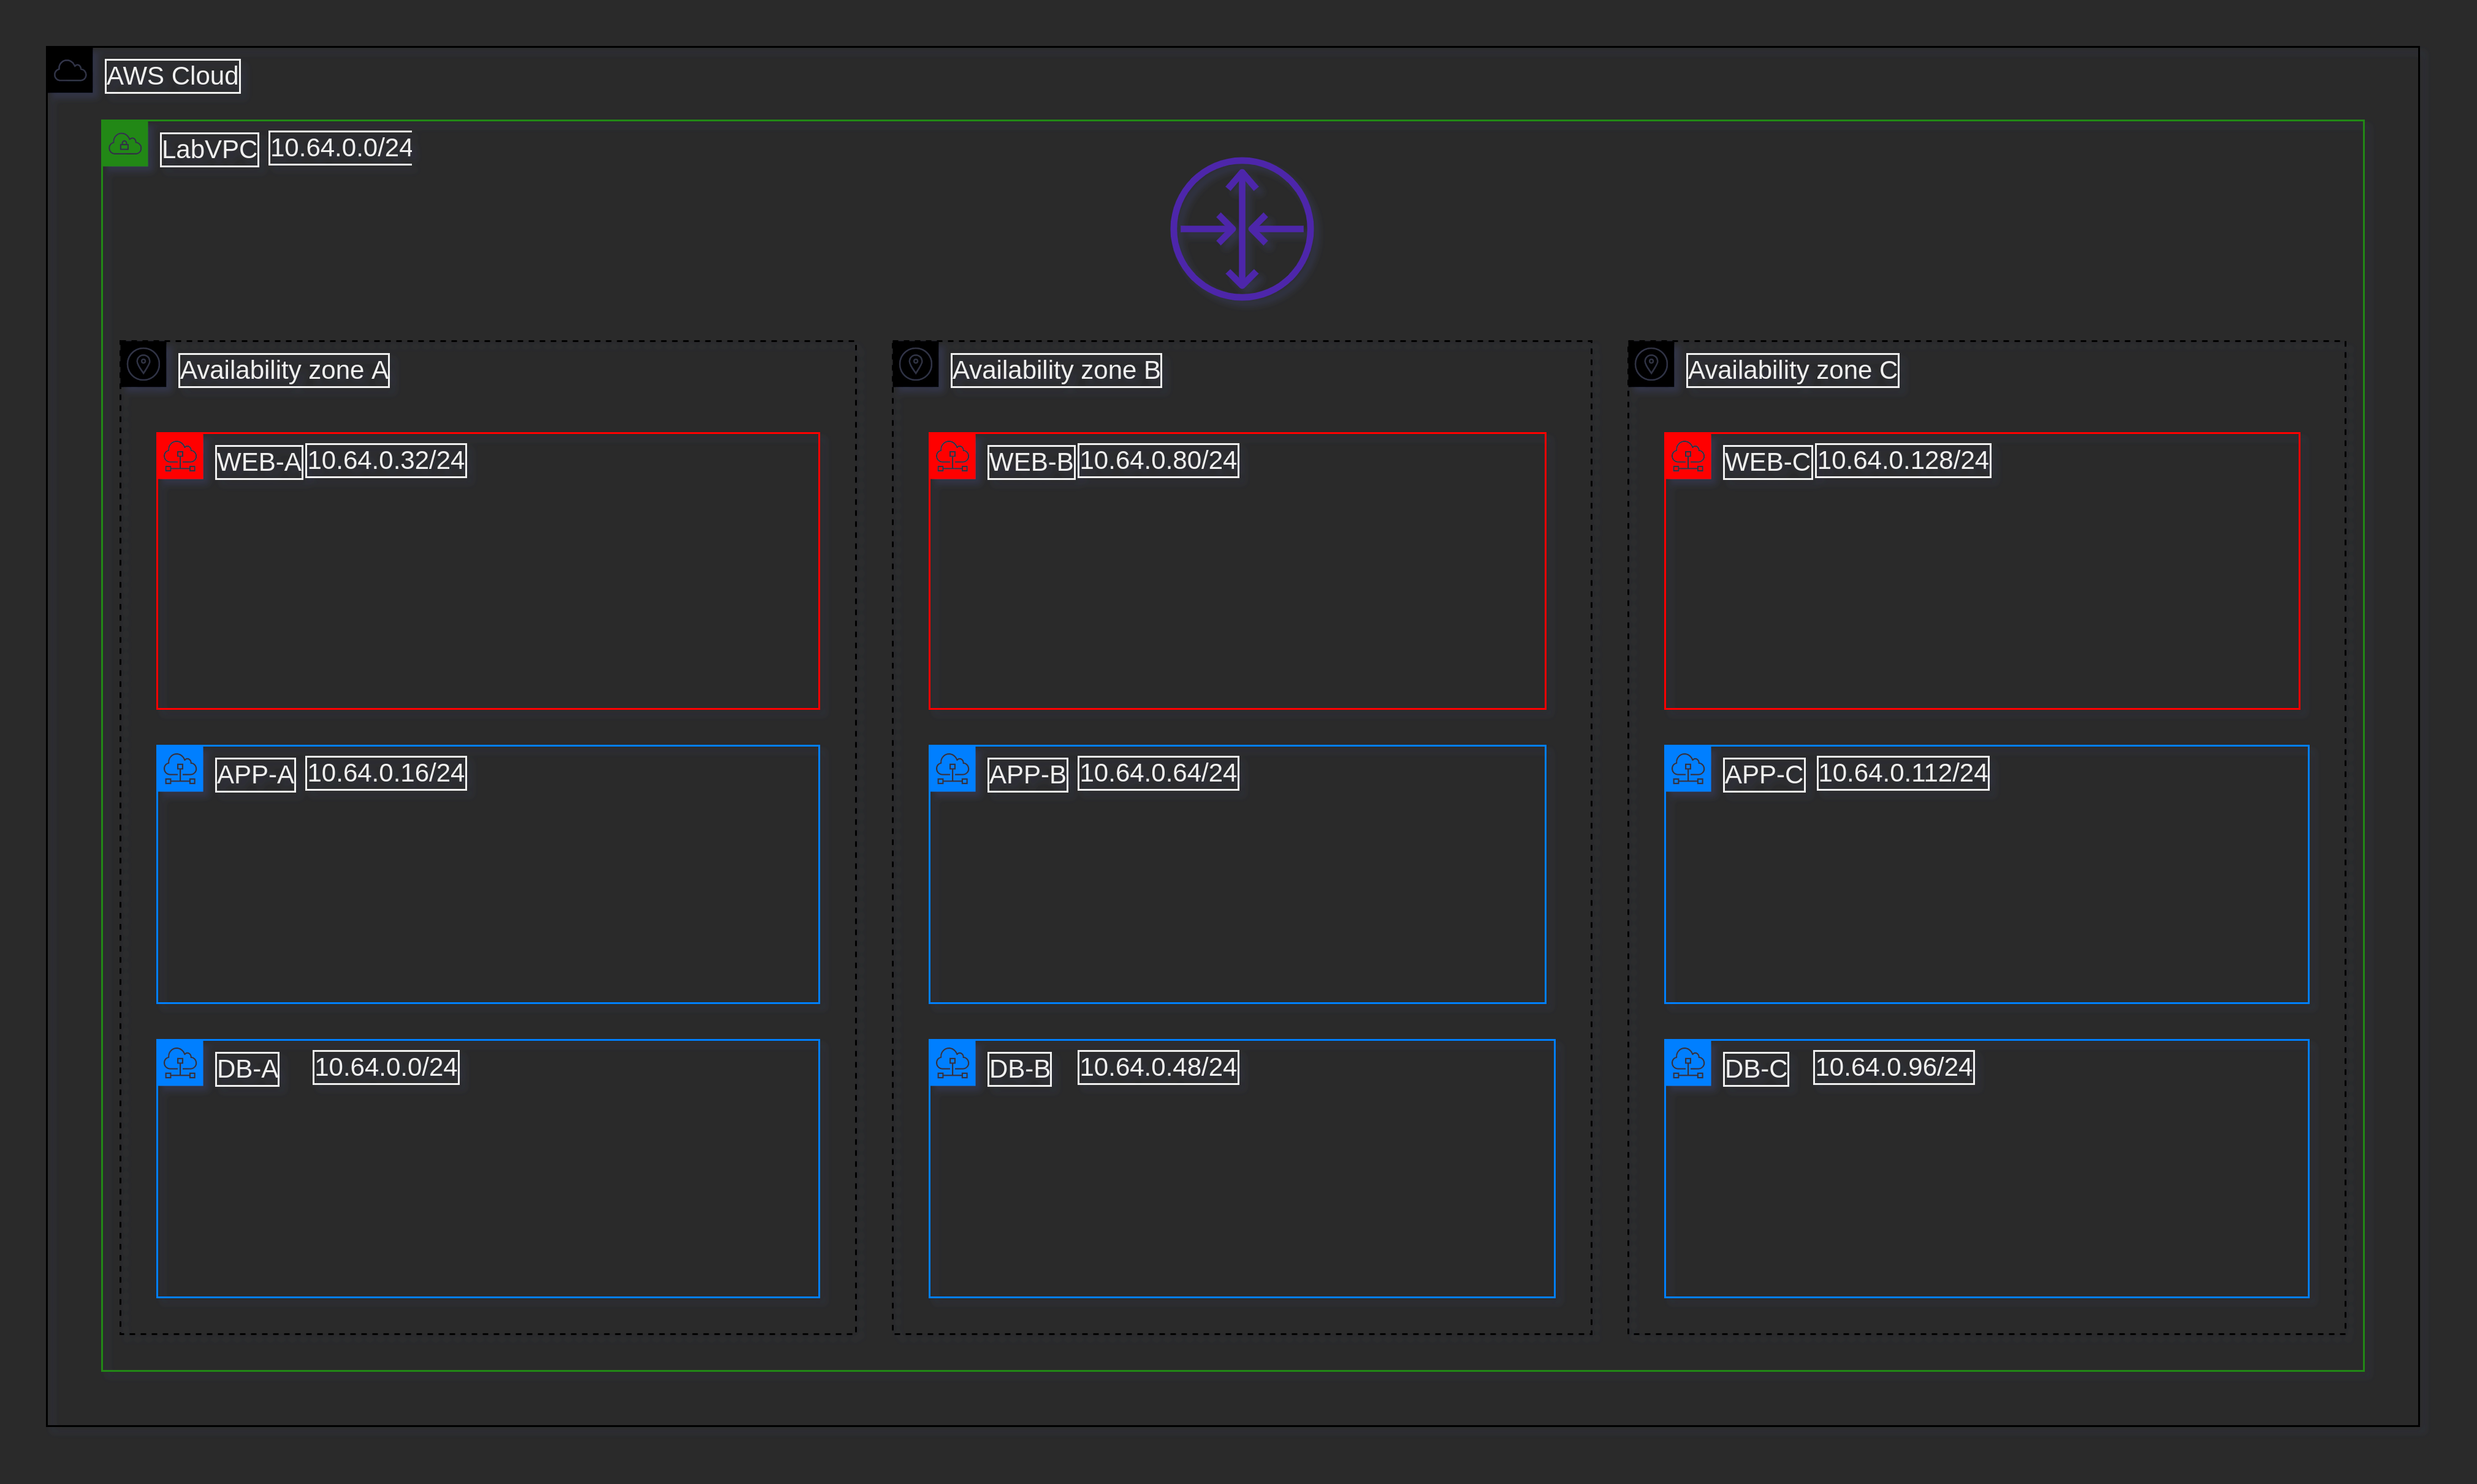 AWS Cloud
LabVPC 10.64.0.0/24
Availability zone A
Availability zone B
Availability zone C
WEB-A 10.64.0.32/24
WEB-B 10.64.0.80/24
WEB-C 10.64.0.128/24
APP-A 10.64.0.16/24
APP-B 10.64.0.64/24
APP-C 10.64.0.112/24
DB-A 10.64.0.0/24
DB-B 10.64.0.48/24
DB-C 10.64.0.96/24